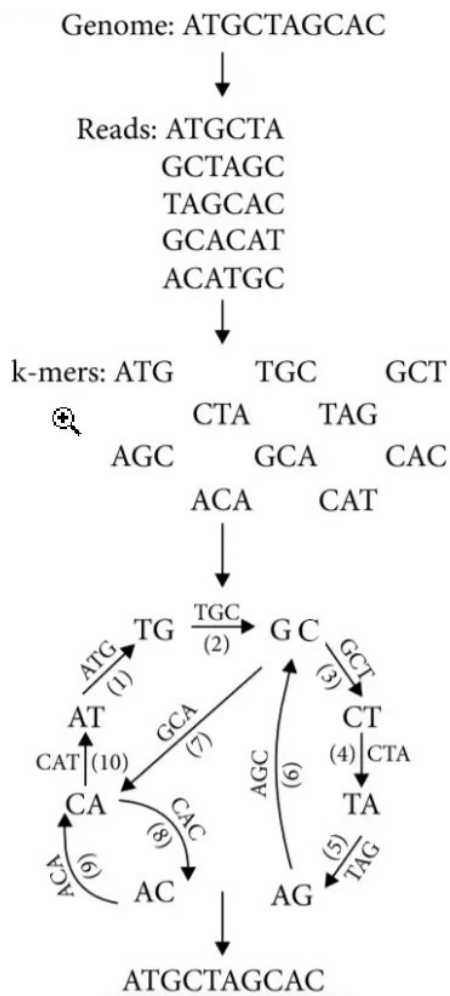 Genome: ATGCTAGCAC
Reads: ATGCTA
GCTAGC
TAGCAC
GCACAT
ACATGC
k-mers: ATG TGC GCT
CTA TAG
AGC GCA CAC
ACA CAT
TG TGC (2) GC
ATG (1) GCT (3)
AT GCA (7) CT
CAT (10) AGC (6) (4) CTA
CA CAC (8) TA
ACA (9) (5) TAG
AC AG
ATGCTAGCAC